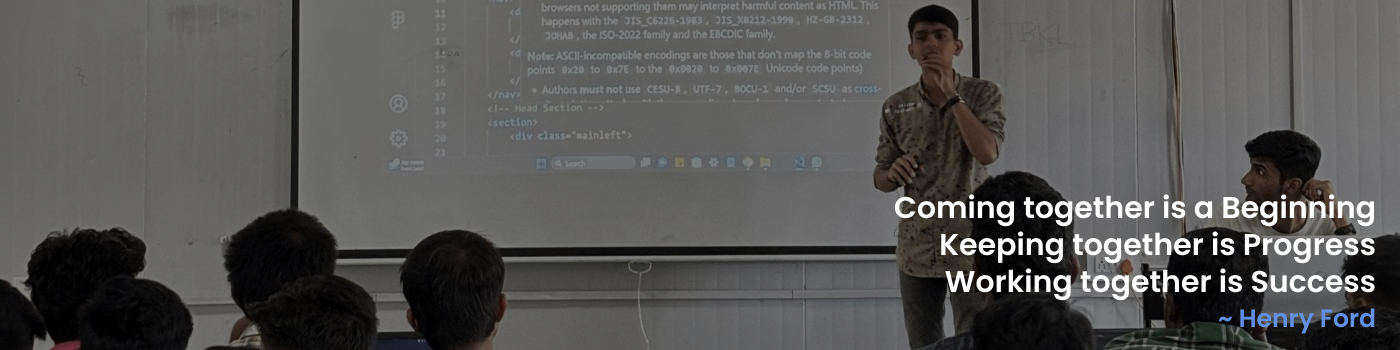 browsers not supporting them may interpret harmful content as HTML. This
happens with the JIS_C6226-1983, JIS_X0212-1990, HZ-GB-2312,
JOHAB, the ISO-2022 family and the EBCDIC family.
Note: ASCII-incompatible encodings are those that don't map the 8-bit code
points 0x20 to 0x7E to the 0x0020 to 0x007E Unicode code points)
• Authors must not use CESU-8, UTF-7, BOCU-1 and/or SCSU as cross-
11
12 <d
13
14 <d
15
16 </
17 </nav>
18 <!-- Head Section -->
19 <section>
20 <div class="mainleft">
21
Search
TBKL
Coming together is a Beginning
Keeping together is Progress
Working together is Success
~ Henry Ford